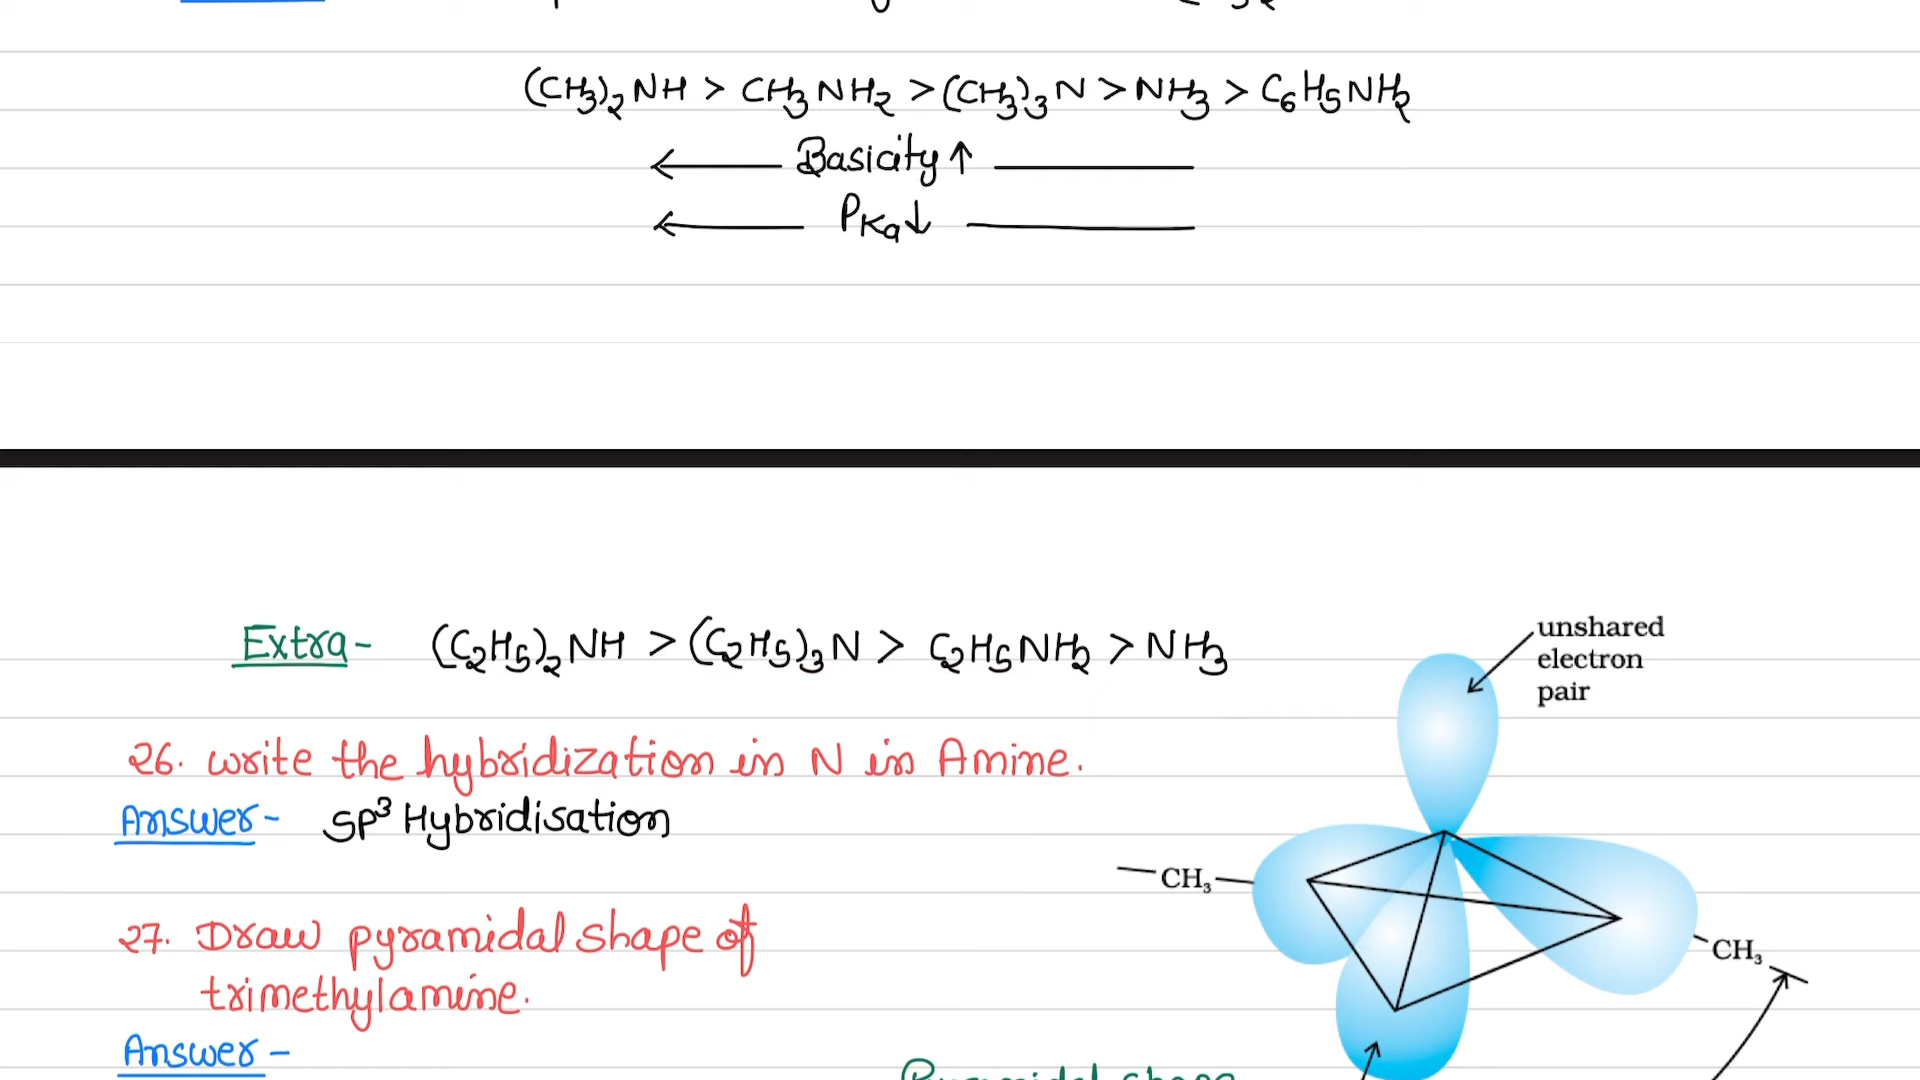 (CH₃)₂NH > CH₃NH₂ > (CH₃)₃N > NH₃ > C₆H₅NH₂
← Basicity ↑
← PKa ↓
Extra- (C₂H₅)₂NH > (C₂H₅)₃N > C₂H₅NH₂ > NH₃
unshared
electron
pair
26. Write the hybridization in N in Amine.
Answer- SP³ Hybridisation
CH₃
27. Draw pyramidal shape of
trimethylamine.
CH₃
Answer-
Pyramidal shape